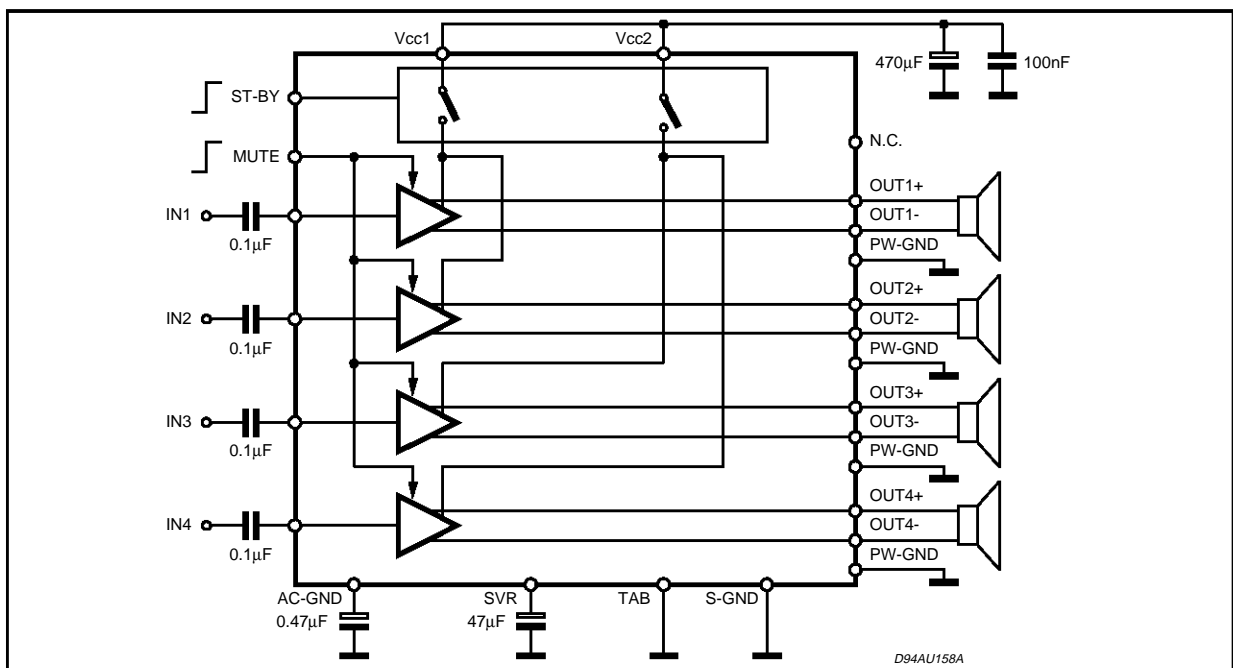 Vcc1
Vcc2
470μF
100nF
ST-BY
N.C.
MUTE
OUT1+
IN1
OUT1-
0.1μF
PW-GND
OUT2+
IN2
OUT2-
0.1μF
PW-GND
OUT3+
IN3
OUT3-
0.1μF
PW-GND
OUT4+
IN4
OUT4-
0.1μF
PW-GND
AC-GND
SVR
TAB
S-GND
0.47μF
47μF
D94AU158A